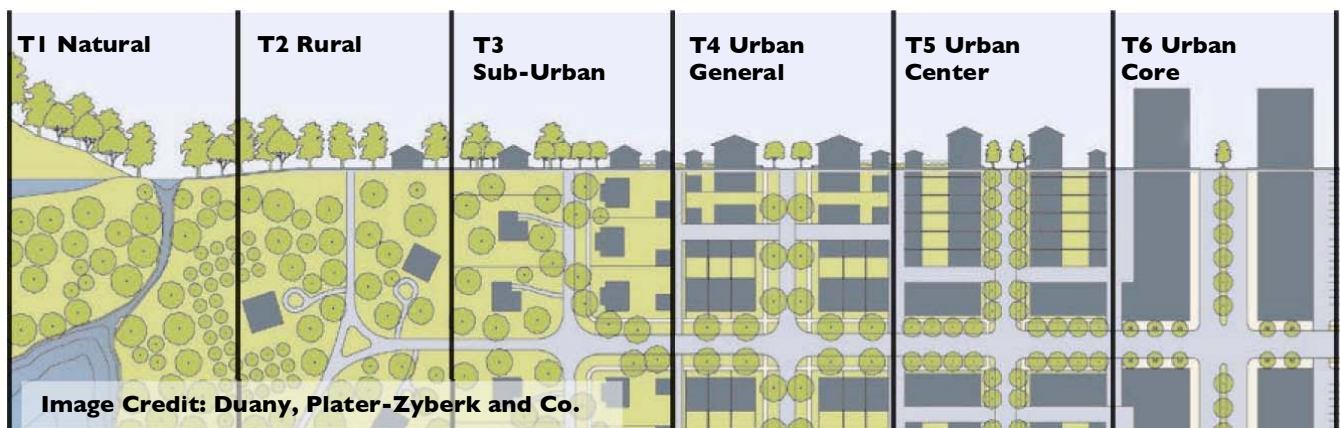 T1 Natural
T2 Rural
T3
Sub-Urban
T4 Urban
General
T5 Urban
Center
T6 Urban
Core
Image Credit: Duany, Plater-Zyberk and Co.